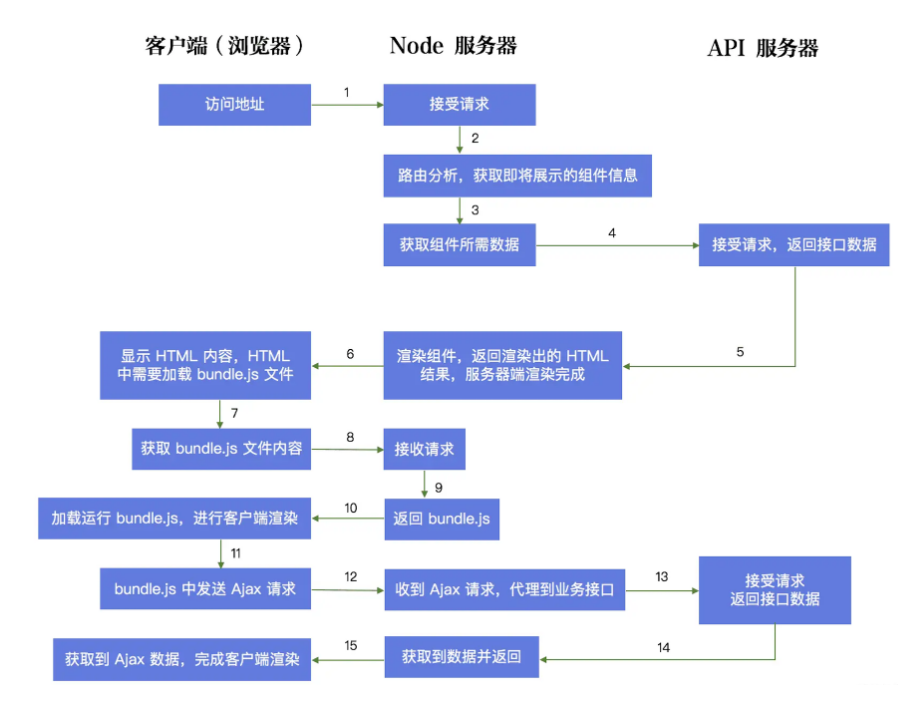 客户端（浏览器）
Node 服务器
API 服务器
访问地址
1
接受请求
2
路由分析，获取即将展示的组件信息
3
获取组件所需数据
4
接受请求，返回接口数据
5
渲染组件，返回渲染出的 HTML
结果，服务器端渲染完成
6
显示 HTML 内容，HTML
中需要加载 bundle.js 文件
7
获取 bundle.js 文件内容
8
接收请求
9
返回 bundle.js
10
加载运行 bundle.js，进行客户端渲染
11
bundle.js 中发送 Ajax 请求
12
收到 Ajax 请求，代理到业务接口
13
接受请求
返回接口数据
14
获取到数据并返回
15
获取到 Ajax 数据，完成客户端渲染